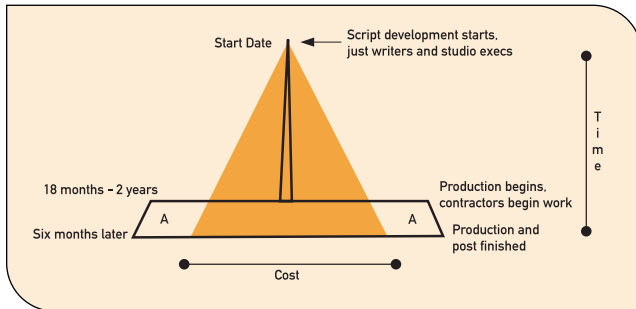 Start Date
Script development starts,
just writers and studio execs
Time
18 months – 2 years
Production begins,
contractors begin work
A
A
Six months later
Production and
post finished
Cost